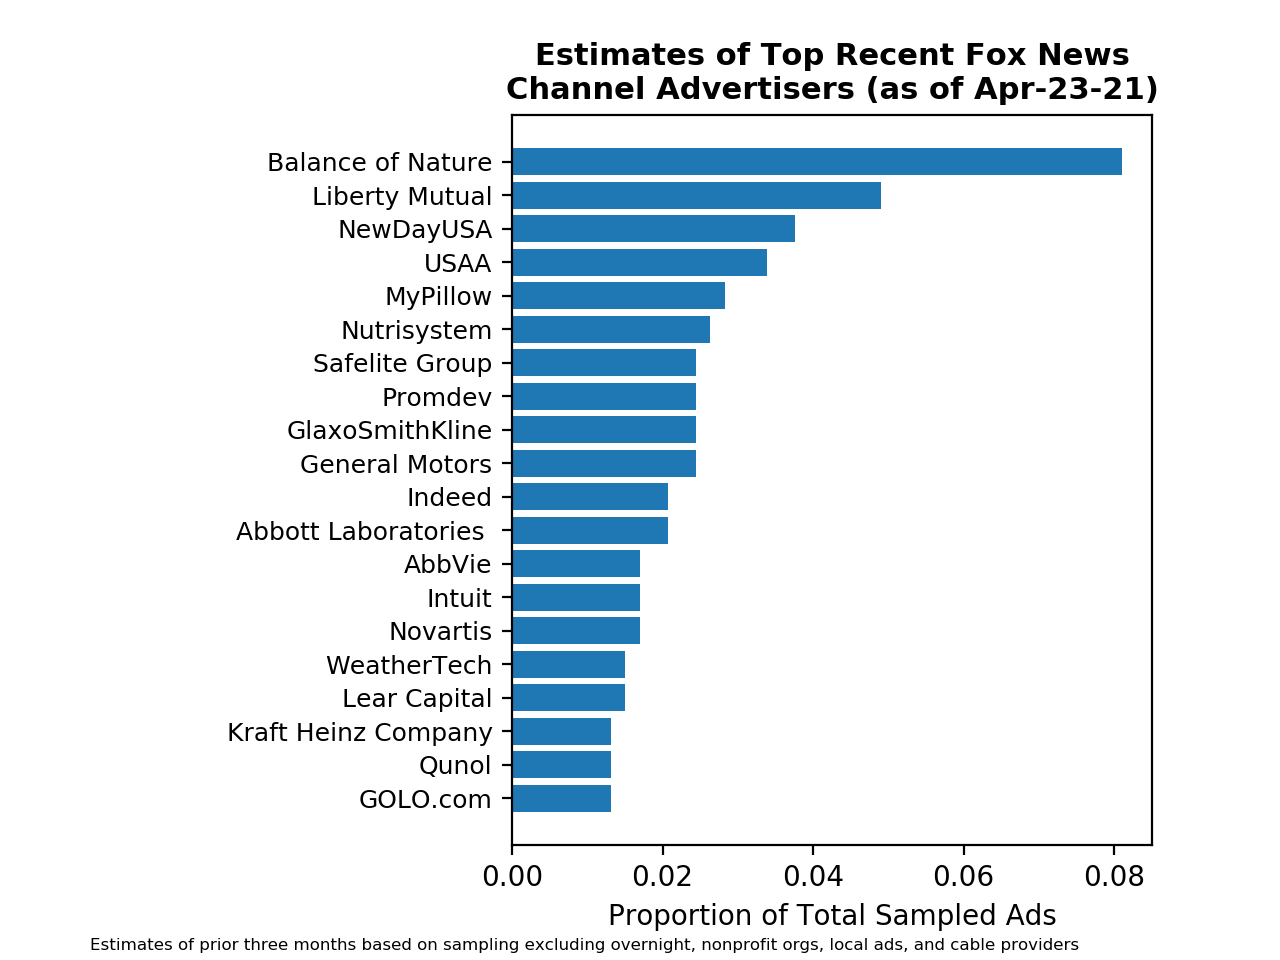 Estimates of Top Recent Fox News
Channel Advertisers (as of Apr-23-21)
Balance of Nature
Liberty Mutual
NewDayUSA
USAA
MyPillow
Nutrisystem
Safelite Group
Promdev
GlaxoSmithKline
General Motors
Indeed
Abbott Laboratories
AbbVie
Intuit
Novartis
WeatherTech
Lear Capital
Kraft Heinz Company
Qunol
GOLO.com
0.00 0.02 0.04 0.06 0.08
Proportion of Total Sampled Ads
Estimates of prior three months based on sampling excluding overnight, nonprofit orgs, local ads, and cable providers